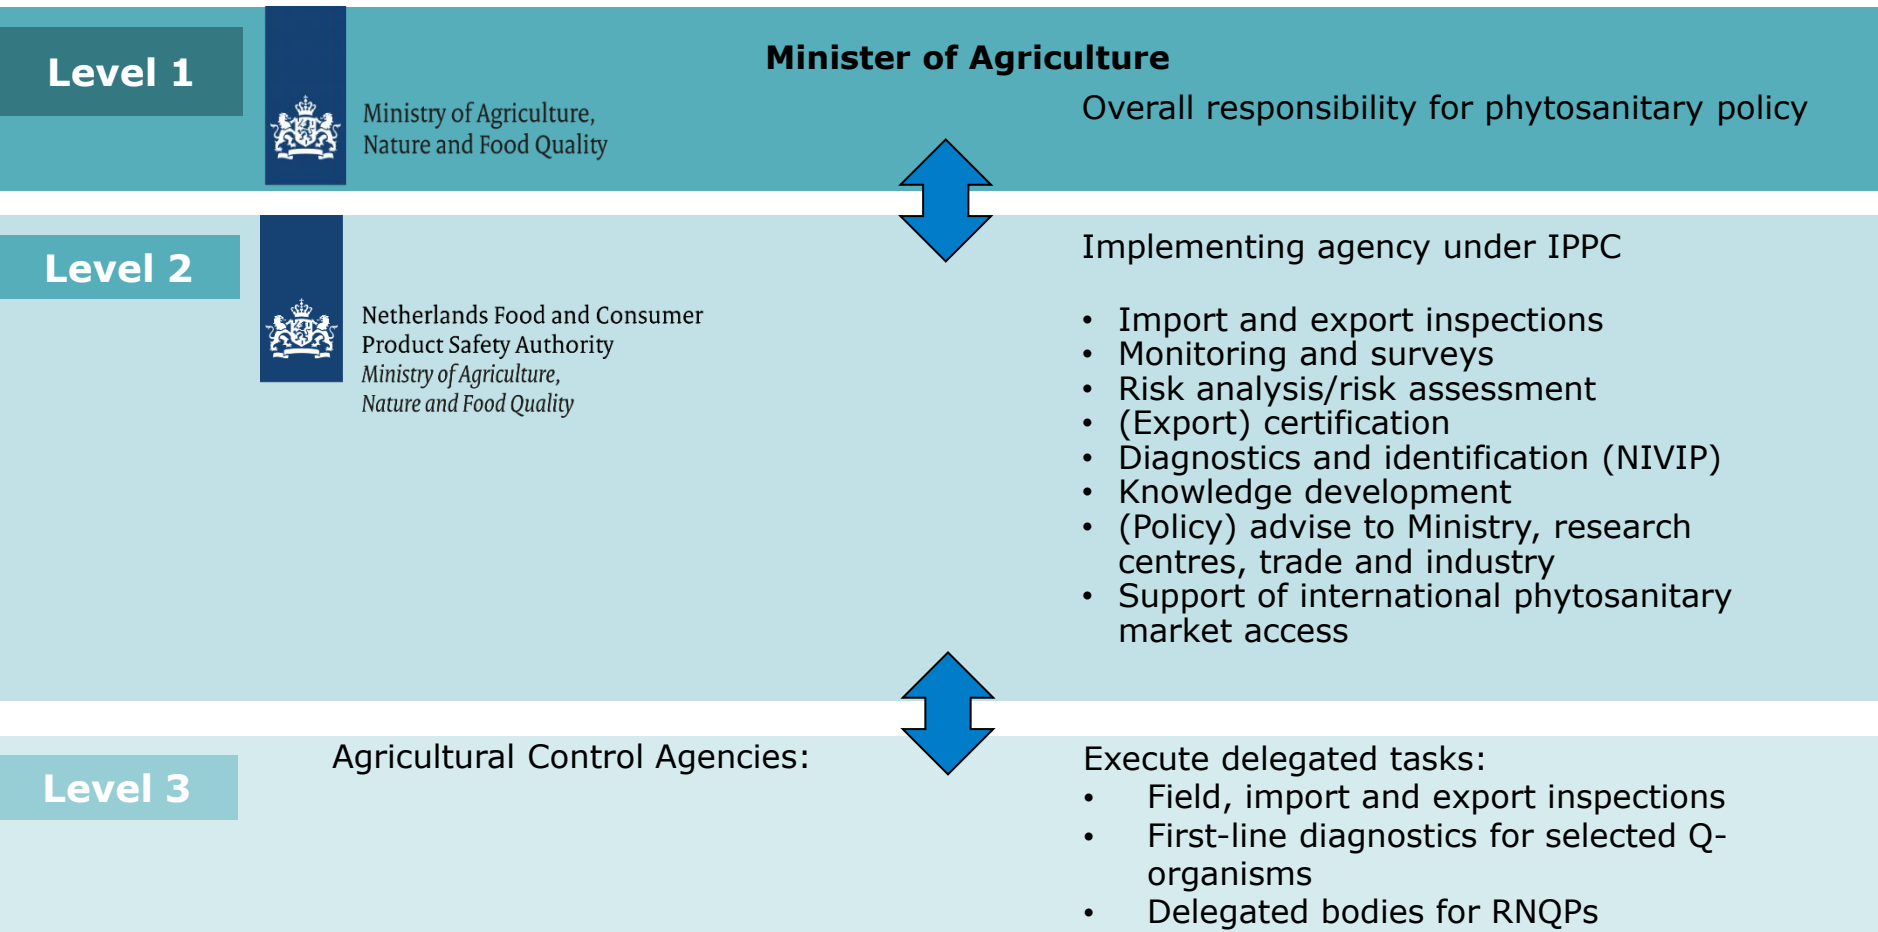 Level 1
Minister of Agriculture
Ministry of Agriculture,
Nature and Food Quality
Overall responsibility for phytosanitary policy
Level 2
Netherlands Food and Consumer
Product Safety Authority
Ministry of Agriculture,
Nature and Food Quality
Implementing agency under IPPC
• Import and export inspections
• Monitoring and surveys
• Risk analysis/risk assessment
• (Export) certification
• Diagnostics and identification (NIVIP)
• Knowledge development
• (Policy) advise to Ministry, research
centres, trade and industry
• Support of international phytosanitary
market access
Level 3
Agricultural Control Agencies:
Execute delegated tasks:
• Field, import and export inspections
• First-line diagnostics for selected Q-
organisms
• Delegated bodies for RNQPs